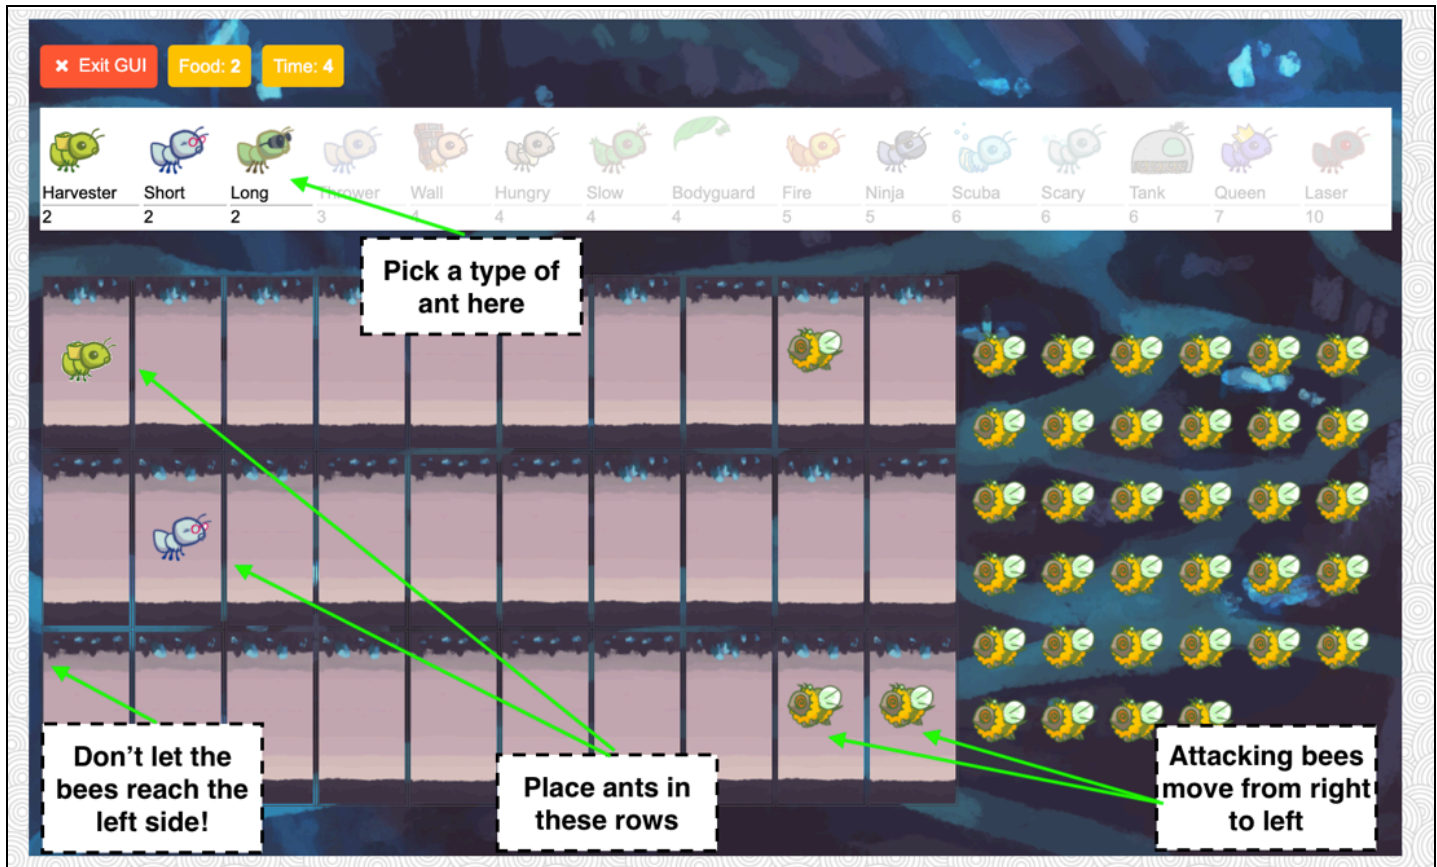 ✖ Exit GUI Food: 2 Time: 4
Harvester Short Long Thrower Wall Hungry Slow Bodyguard Fire Ninja Scuba Scary Tank Queen Laser
2 2 2 3 4 4 4 4 5 5 6 6 6 7 10
Pick a type of
ant here
Don’t let the
bees reach the
left side!
Place ants in
these rows
Attacking bees
move from right
to left